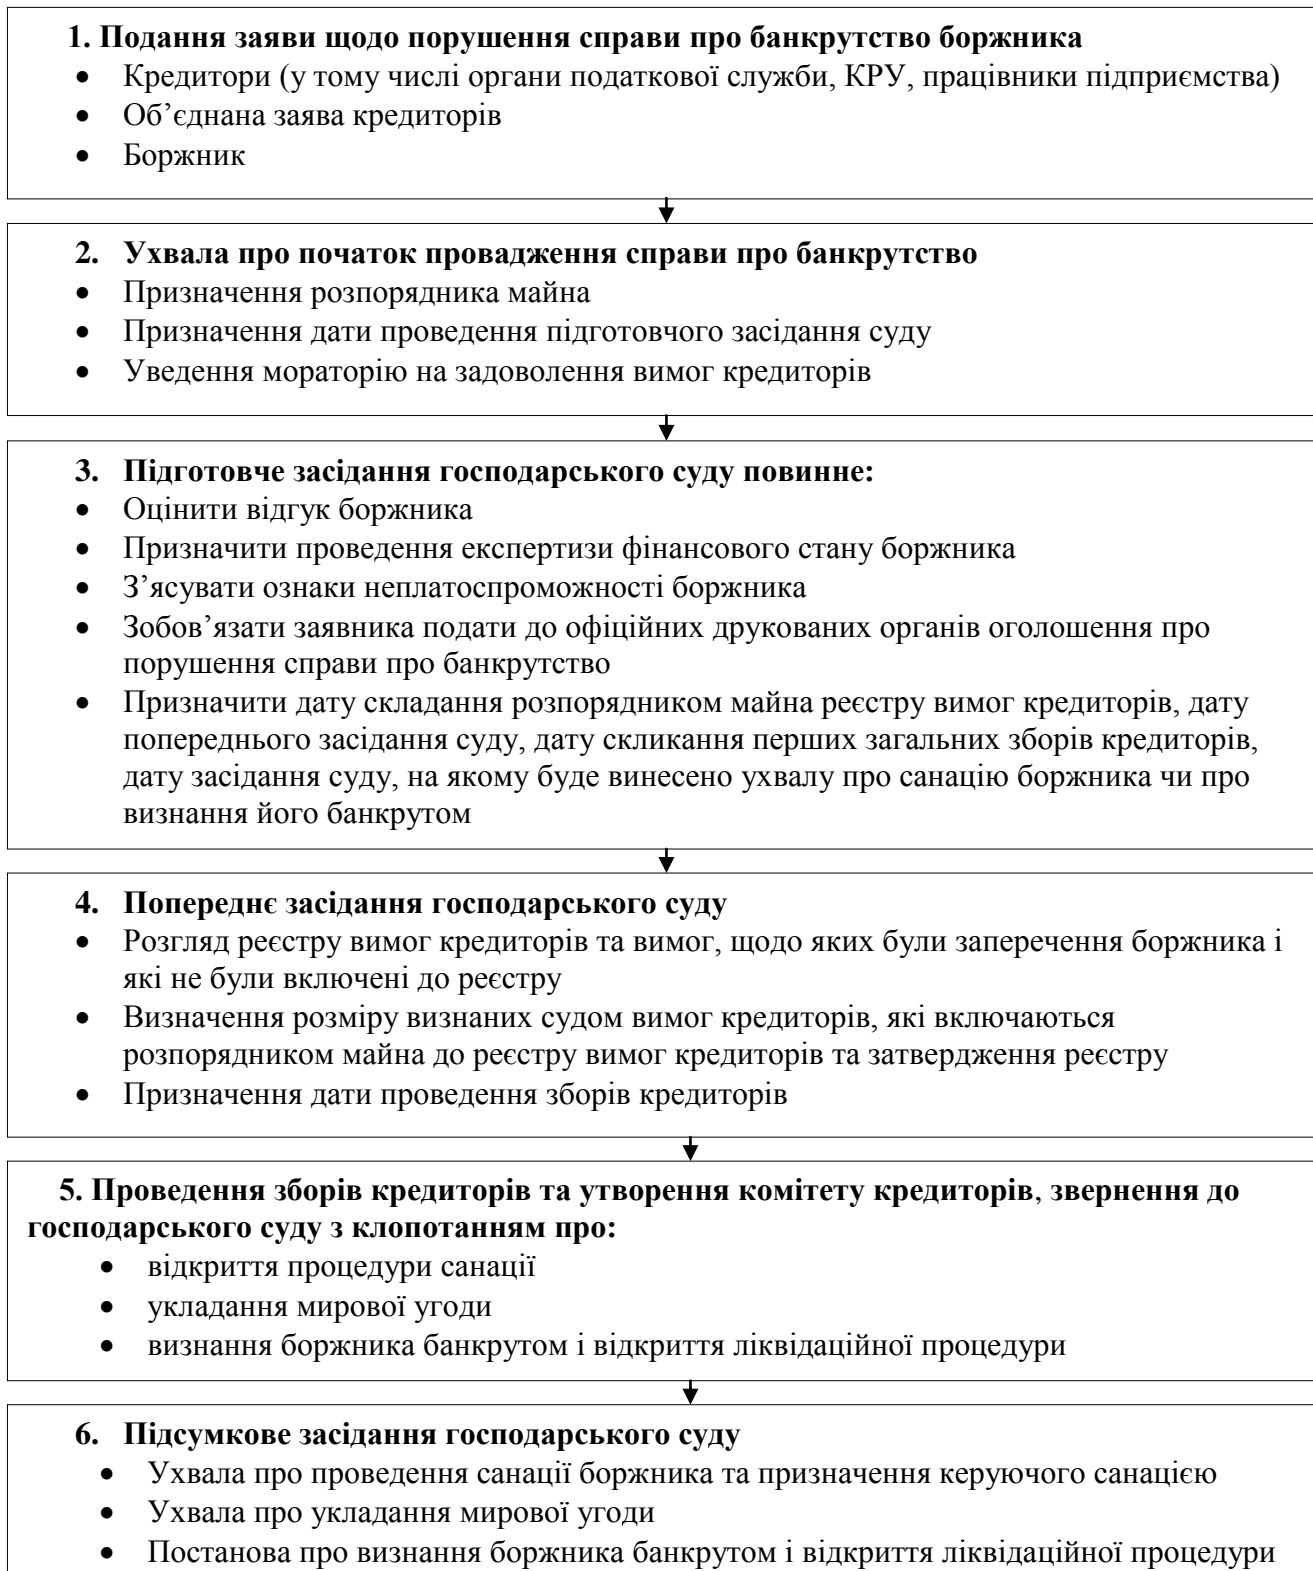 1. Подання заяви щодо порушення справи про банкрутство боржника
• Кредитори (у тому числі органи податкової служби, КРУ, працівники підприємства)
• Об’єднана заява кредиторів
• Боржник
2. Ухвала про початок провадження справи про банкрутство
• Призначення розпорядника майна
• Призначення дати проведення підготовчого засідання суду
• Уведення мораторію на задоволення вимог кредиторів
3. Підготовче засідання господарського суду повинне:
• Оцінити відгук боржника
• Призначити проведення експертизи фінансового стану боржника
• З’ясувати ознаки неплатоспроможності боржника
• Зобов’язати заявника подати до офіційних друкованих органів оголошення про
порушення справи про банкрутство
• Призначити дату складання розпорядником майна реєстру вимог кредиторів, дату
попереднього засідання суду, дату скликання перших загальних зборів кредиторів,
дату засідання суду, на якому буде винесено ухвалу про санацію боржника чи про
визнання його банкрутом
4. Попереднє засідання господарського суду
• Розгляд реєстру вимог кредиторів та вимог, щодо яких були заперечення боржника і
які не були включені до реєстру
• Визначення розміру визнаних судом вимог кредиторів, які включаються
розпорядником майна до реєстру вимог кредиторів та затвердження реєстру
• Призначення дати проведення зборів кредиторів
5. Проведення зборів кредиторів та утворення комітету кредиторів, звернення до
господарського суду з клопотанням про:
• відкриття процедури санації
• укладання мирової угоди
• визнання боржника банкрутом і відкриття ліквідаційної процедури
6. Підсумкове засідання господарського суду
• Ухвала про проведення санації боржника та призначення керуючого санацією
• Ухвала про укладання мирової угоди
• Постанова про визнання боржника банкрутом і відкриття ліквідаційної процедури